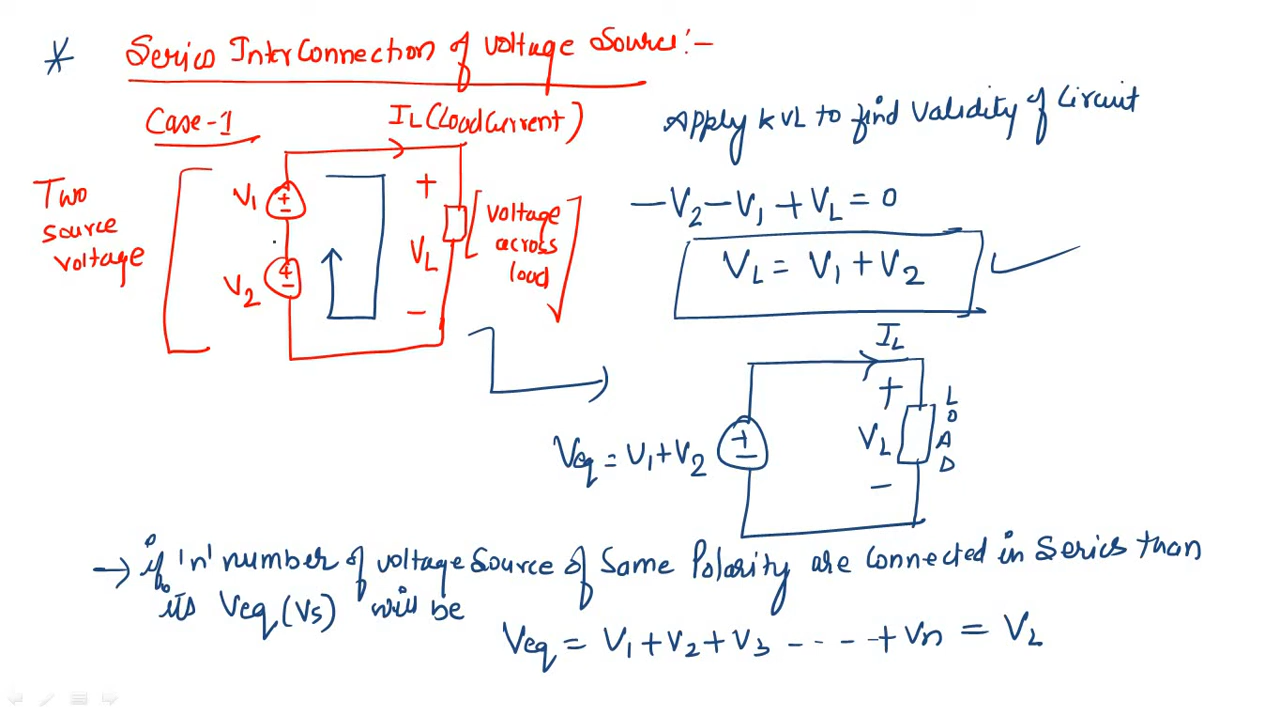 * Series InterConnection of Voltage Source:-
Case-1
IL (Load Current)
Two
source
voltage
V1
+
-
V2
+
-
+
VL
-
voltage
across
load
Apply KVL to find Validity of Circuit
-V2-V1+VL=0
VL = V1+V2
IL
Veq = V1+V2
+
-
+
VL
-
LOAD
→ if 'n' number of voltage Source of Same Polarity are connected in Series than
its Veq (Vs) will be
Veq = V1+V2+V3 ----+Vn = VL